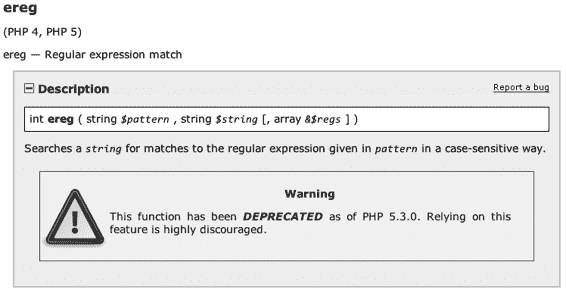 ereg
(PHP 4, PHP 5)
ereg — Regular expression match
Description
Report a bug
int ereg ( string $pattern , string $string [, array &$regs ] )
Searches a string for matches to the regular expression given in pattern in a case-sensitive way.
Warning
This function has been DEPRECATED as of PHP 5.3.0. Relying on this
feature is highly discouraged.